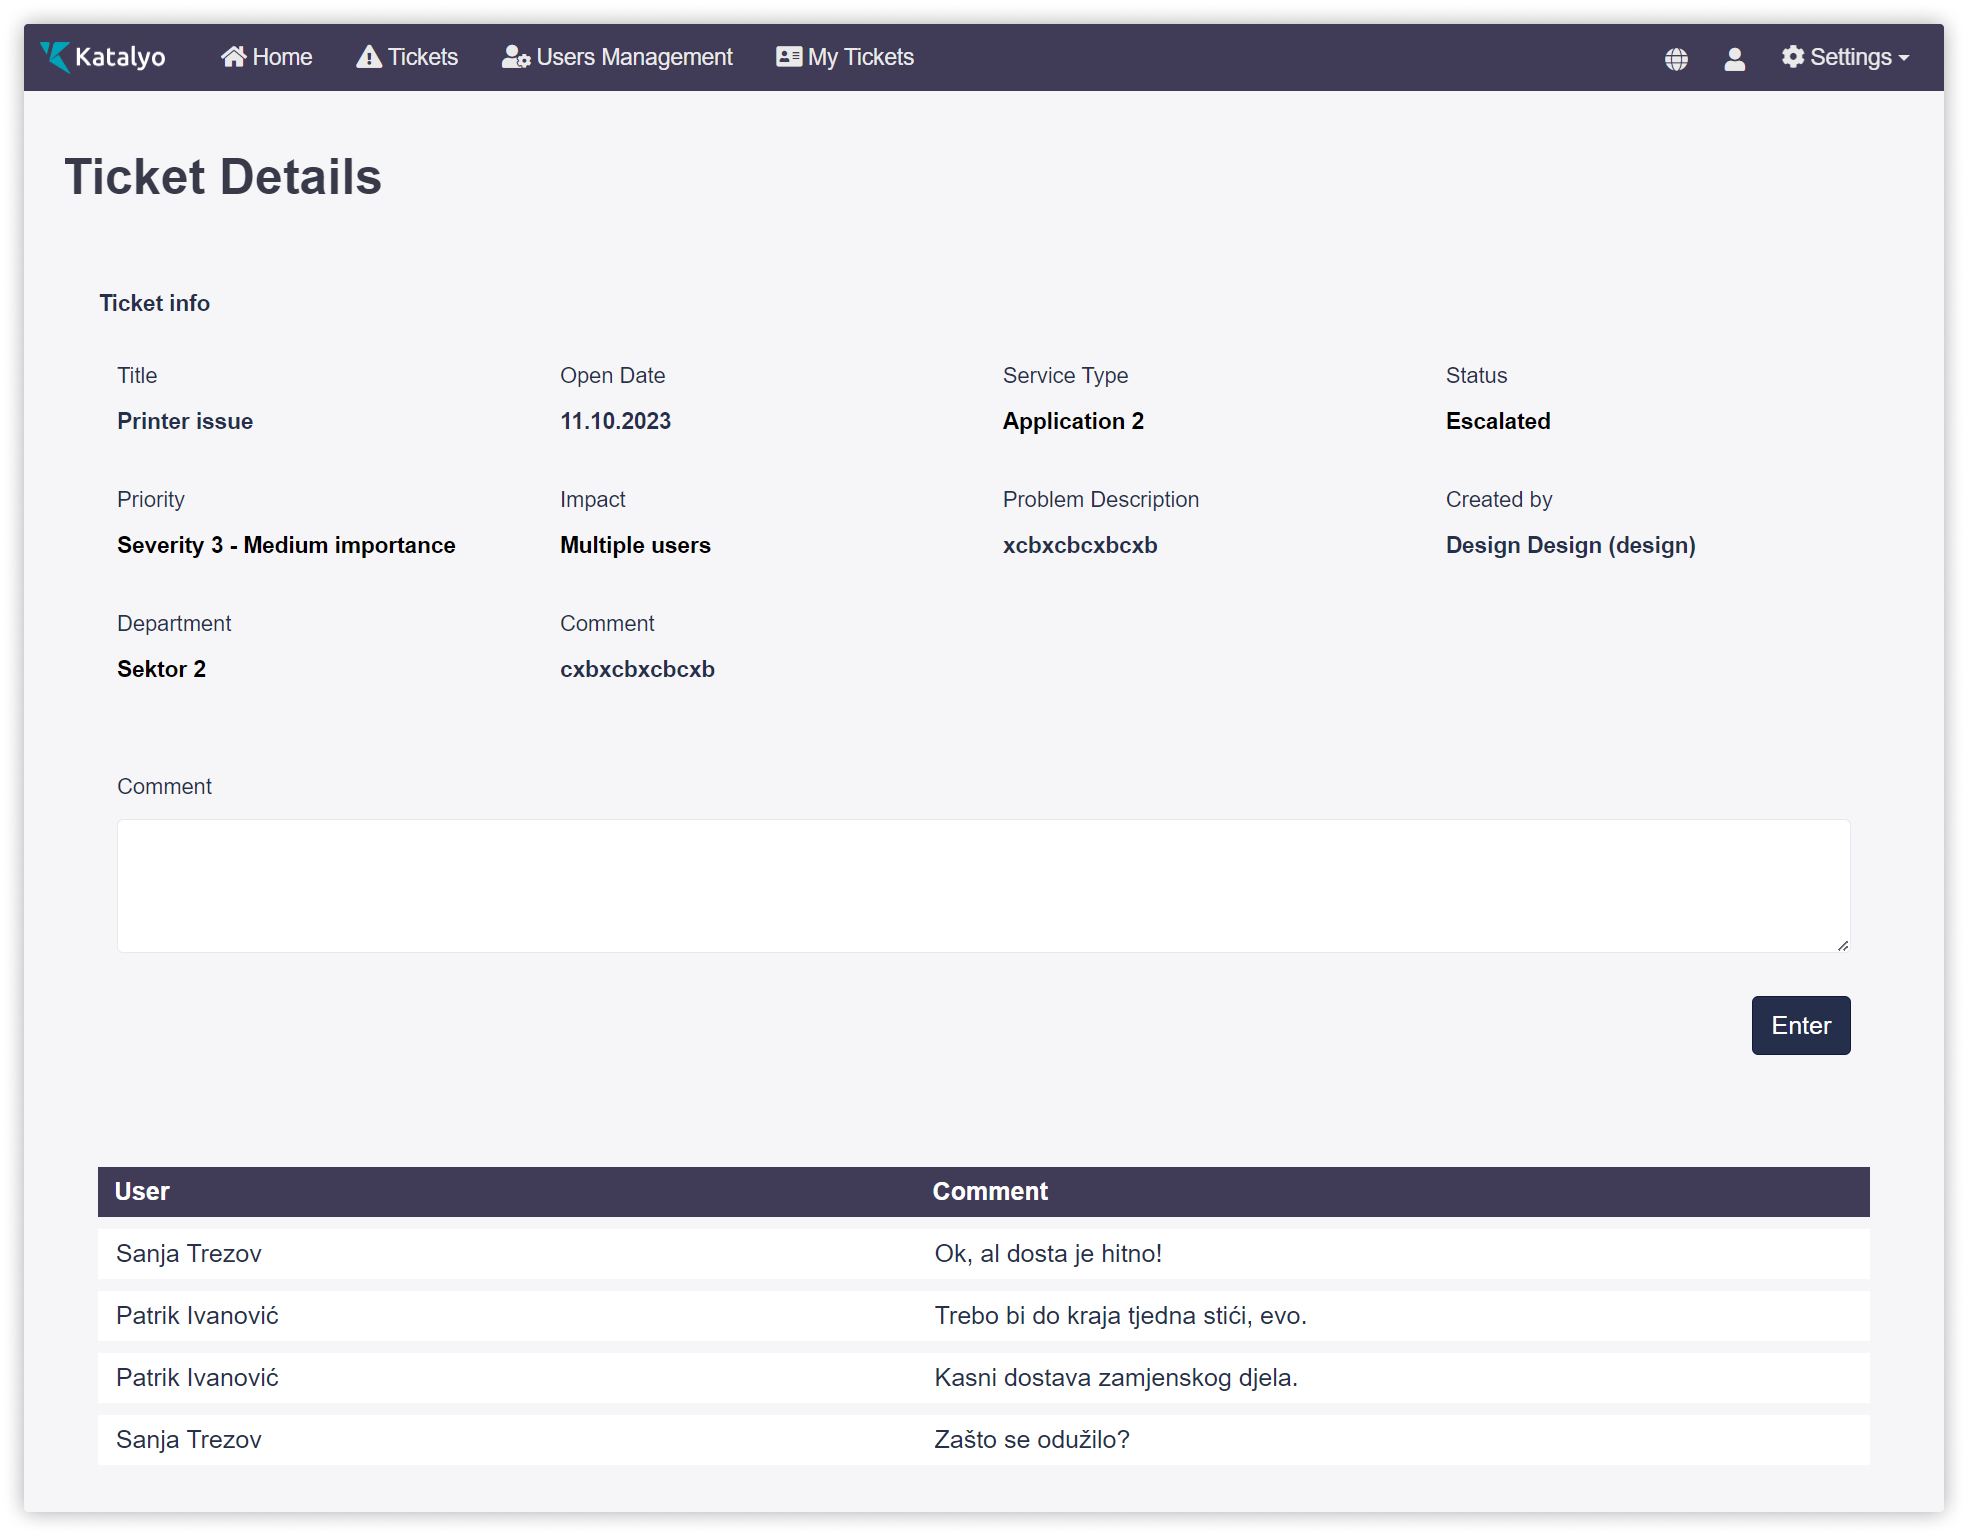 Katalyo Home Tickets Users Management My Tickets Settings
Ticket Details
Ticket info
Title Open Date Service Type Status
Printer issue 11.10.2023 Application 2 Escalated
Priority Impact Problem Description Created by
Severity 3 - Medium importance Multiple users xcbxcbcxbcxb Design Design (design)
Department Comment
Sektor 2 cxbxcbxcbcxb
Comment
Enter
User Comment
Sanja Trezov Ok, al dosta je hitno!
Patrik Ivanović Trebo bi do kraja tjedna stići, evo.
Patrik Ivanović Kasni dostava zamjenskog djela.
Sanja Trezov Zašto se odužilo?